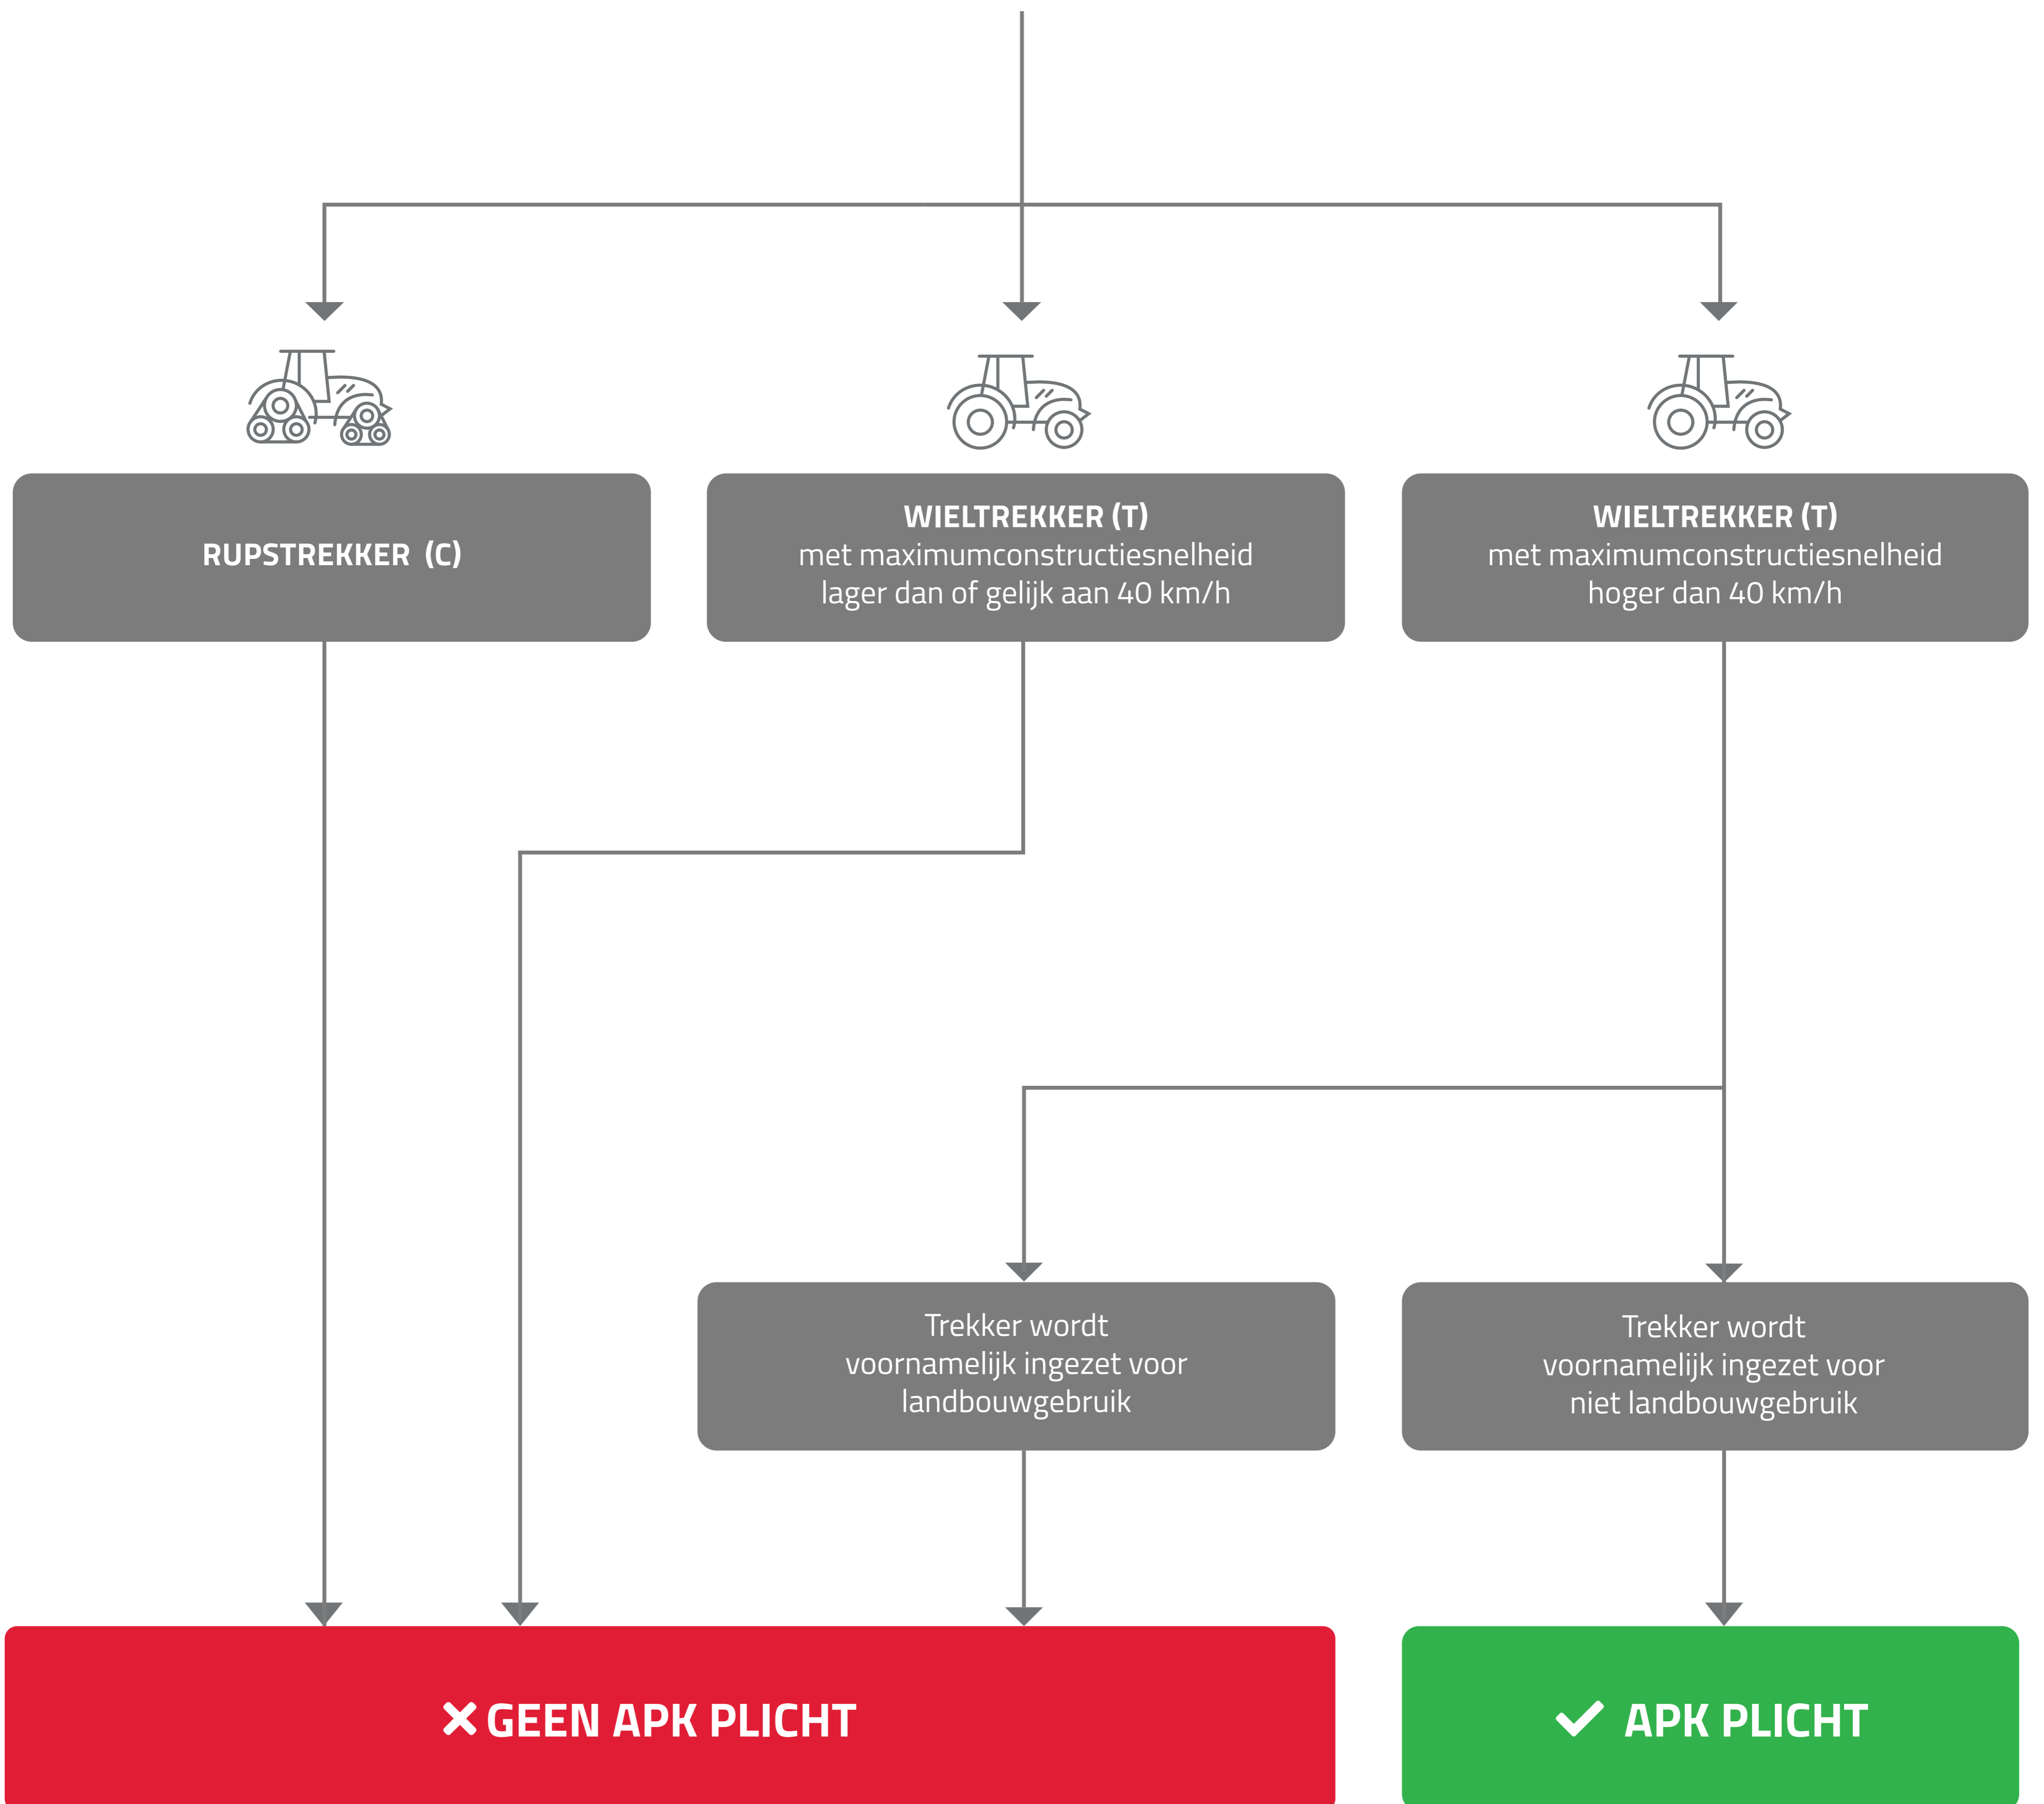 RUPSTREKKER (C)
WIELTREKKER (T)
met maximumconstructiesnelheid
lager dan of gelijk aan 40 km/h
WIELTREKKER (T)
met maximumconstructiesnelheid
hoger dan 40 km/h
Trekker wordt
voornamelijk ingezet voor
landbouwgebruik
Trekker wordt
voornamelijk ingezet voor
niet landbouwgebruik
GEEN APK PLICHT
APK PLICHT